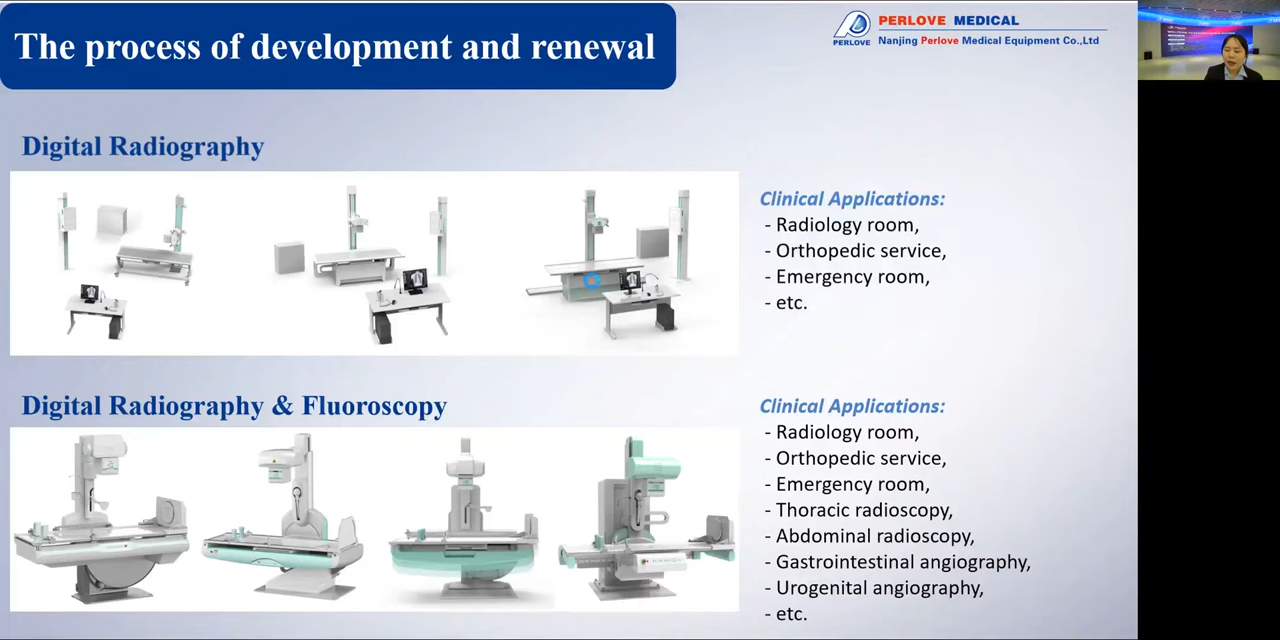 The process of development and renewal
PERLOVE MEDICAL
PERLOVE
Nanjing Perlove Medical Equipment Co.,Ltd
Digital Radiography
Clinical Applications:
- Radiology room,
- Orthopedic service,
- Emergency room,
- etc.
Digital Radiography & Fluoroscopy
Clinical Applications:
- Radiology room,
- Orthopedic service,
- Emergency room,
- Thoracic radioscopy,
- Abdominal radioscopy,
- Gastrointestinal angiography,
- Urogenital angiography,
- etc.